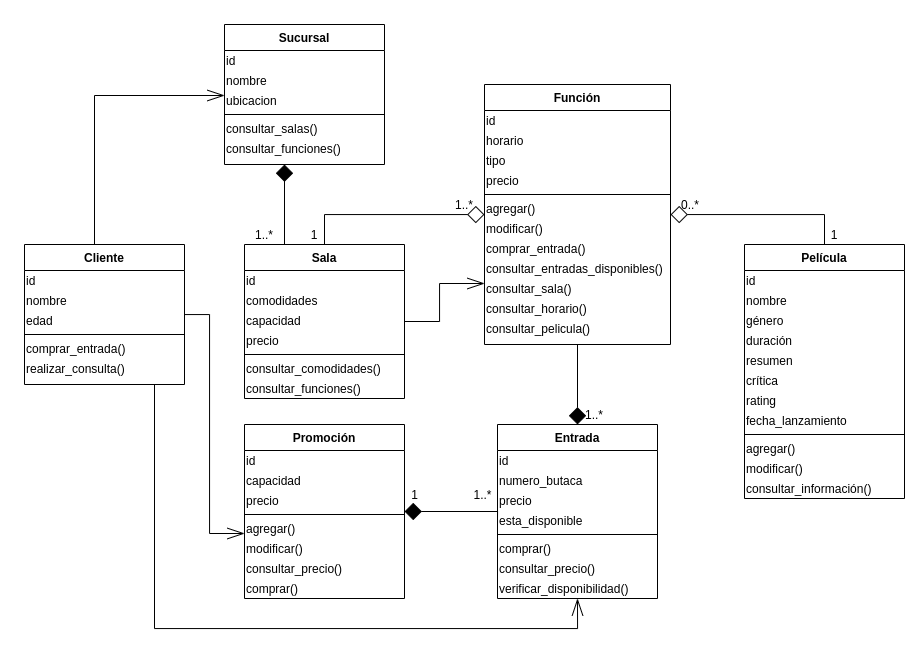 Sucursal
id
nombre
ubicacion
consultar_salas()
consultar_funciones()
1..*
Función
id
horario
tipo
precio
agregar()
modificar()
comprar_entrada()
consultar_entradas_disponibles()
consultar_sala()
consultar_horario()
consultar_pelicula()
1..*
1
0..*
1
Cliente
id
nombre
edad
comprar_entrada()
realizar_consulta()
Sala
id
comodidades
capacidad
precio
consultar_comodidades()
consultar_funciones()
Película
id
nombre
género
duración
resumen
crítica
rating
fecha_lanzamiento
agregar()
modificar()
consultar_información()
1..*
Promoción
id
capacidad
precio
agregar()
modificar()
consultar_precio()
comprar()
1
1..*
Entrada
id
numero_butaca
precio
esta_disponible
comprar()
consultar_precio()
verificar_disponibilidad()